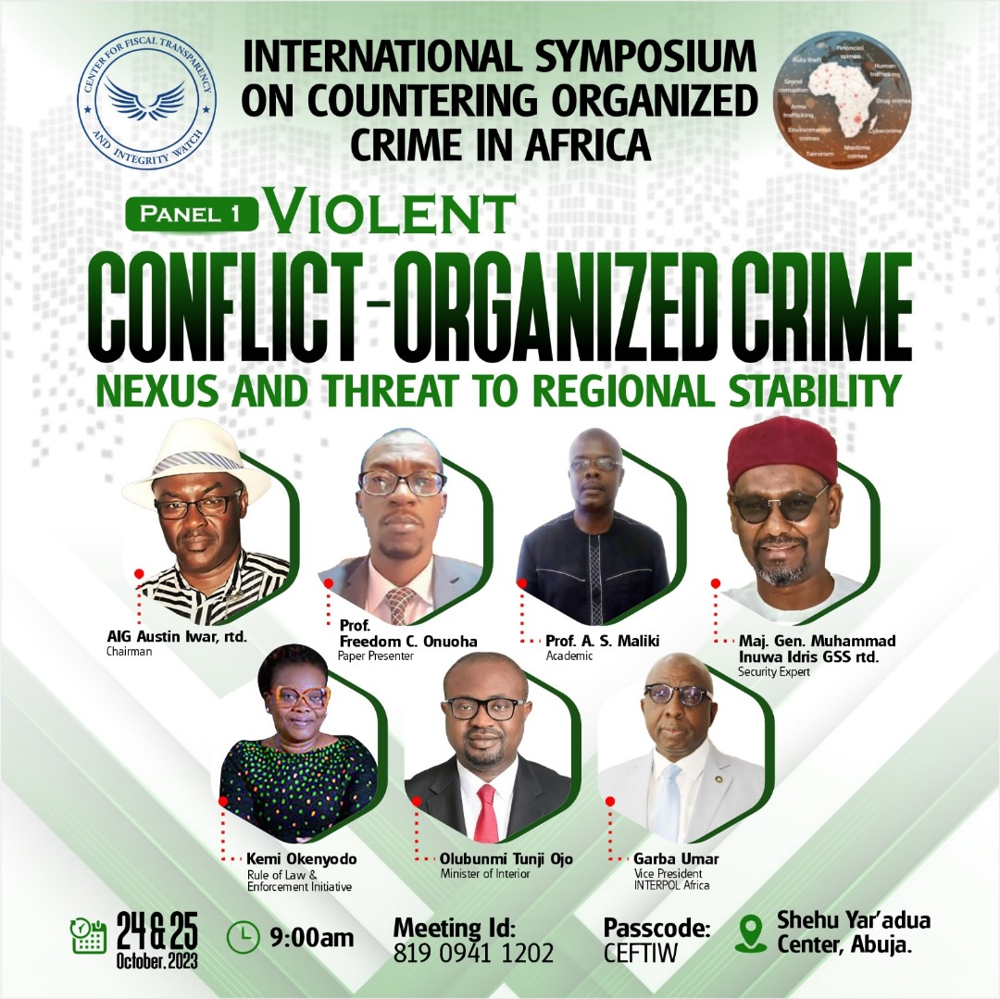 CENTER FOR FISCAL TRANSPARENCY
AND INTEGRITY WATCH
INTERNATIONAL SYMPOSIUM
ON COUNTERING ORGANIZED
CRIME IN AFRICA
Financial
crimes
Auto theft
Human
trafficking
Grand
corruption
Drug crimes
Arms
trafficking
Cybercrime
Environmental
crimes
Maritime
crimes
Terrorism
PANEL 1 VIOLENT
CONFLICT-ORGANIZED CRIME
NEXUS AND THREAT TO REGIONAL STABILITY
AIG Austin Iwar, rtd.
Chairman
Prof.
Freedom C. Onuoha
Paper Presenter
Prof. A. S. Maliki
Academic
Maj. Gen. Muhammad
Inuwa Idris GSS rtd.
Security Expert
Kemi Okenyodo
Rule of Law &
Enforcement Initiative
Olubunmi Tunji Ojo
Minister of Interior
Garba Umar
Vice President
INTERPOL Africa
24 & 25
October, 2023
9:00am
Meeting Id:
819 0941 1202
Passcode:
CEFTIW
Shehu Yar'adua
Center, Abuja.